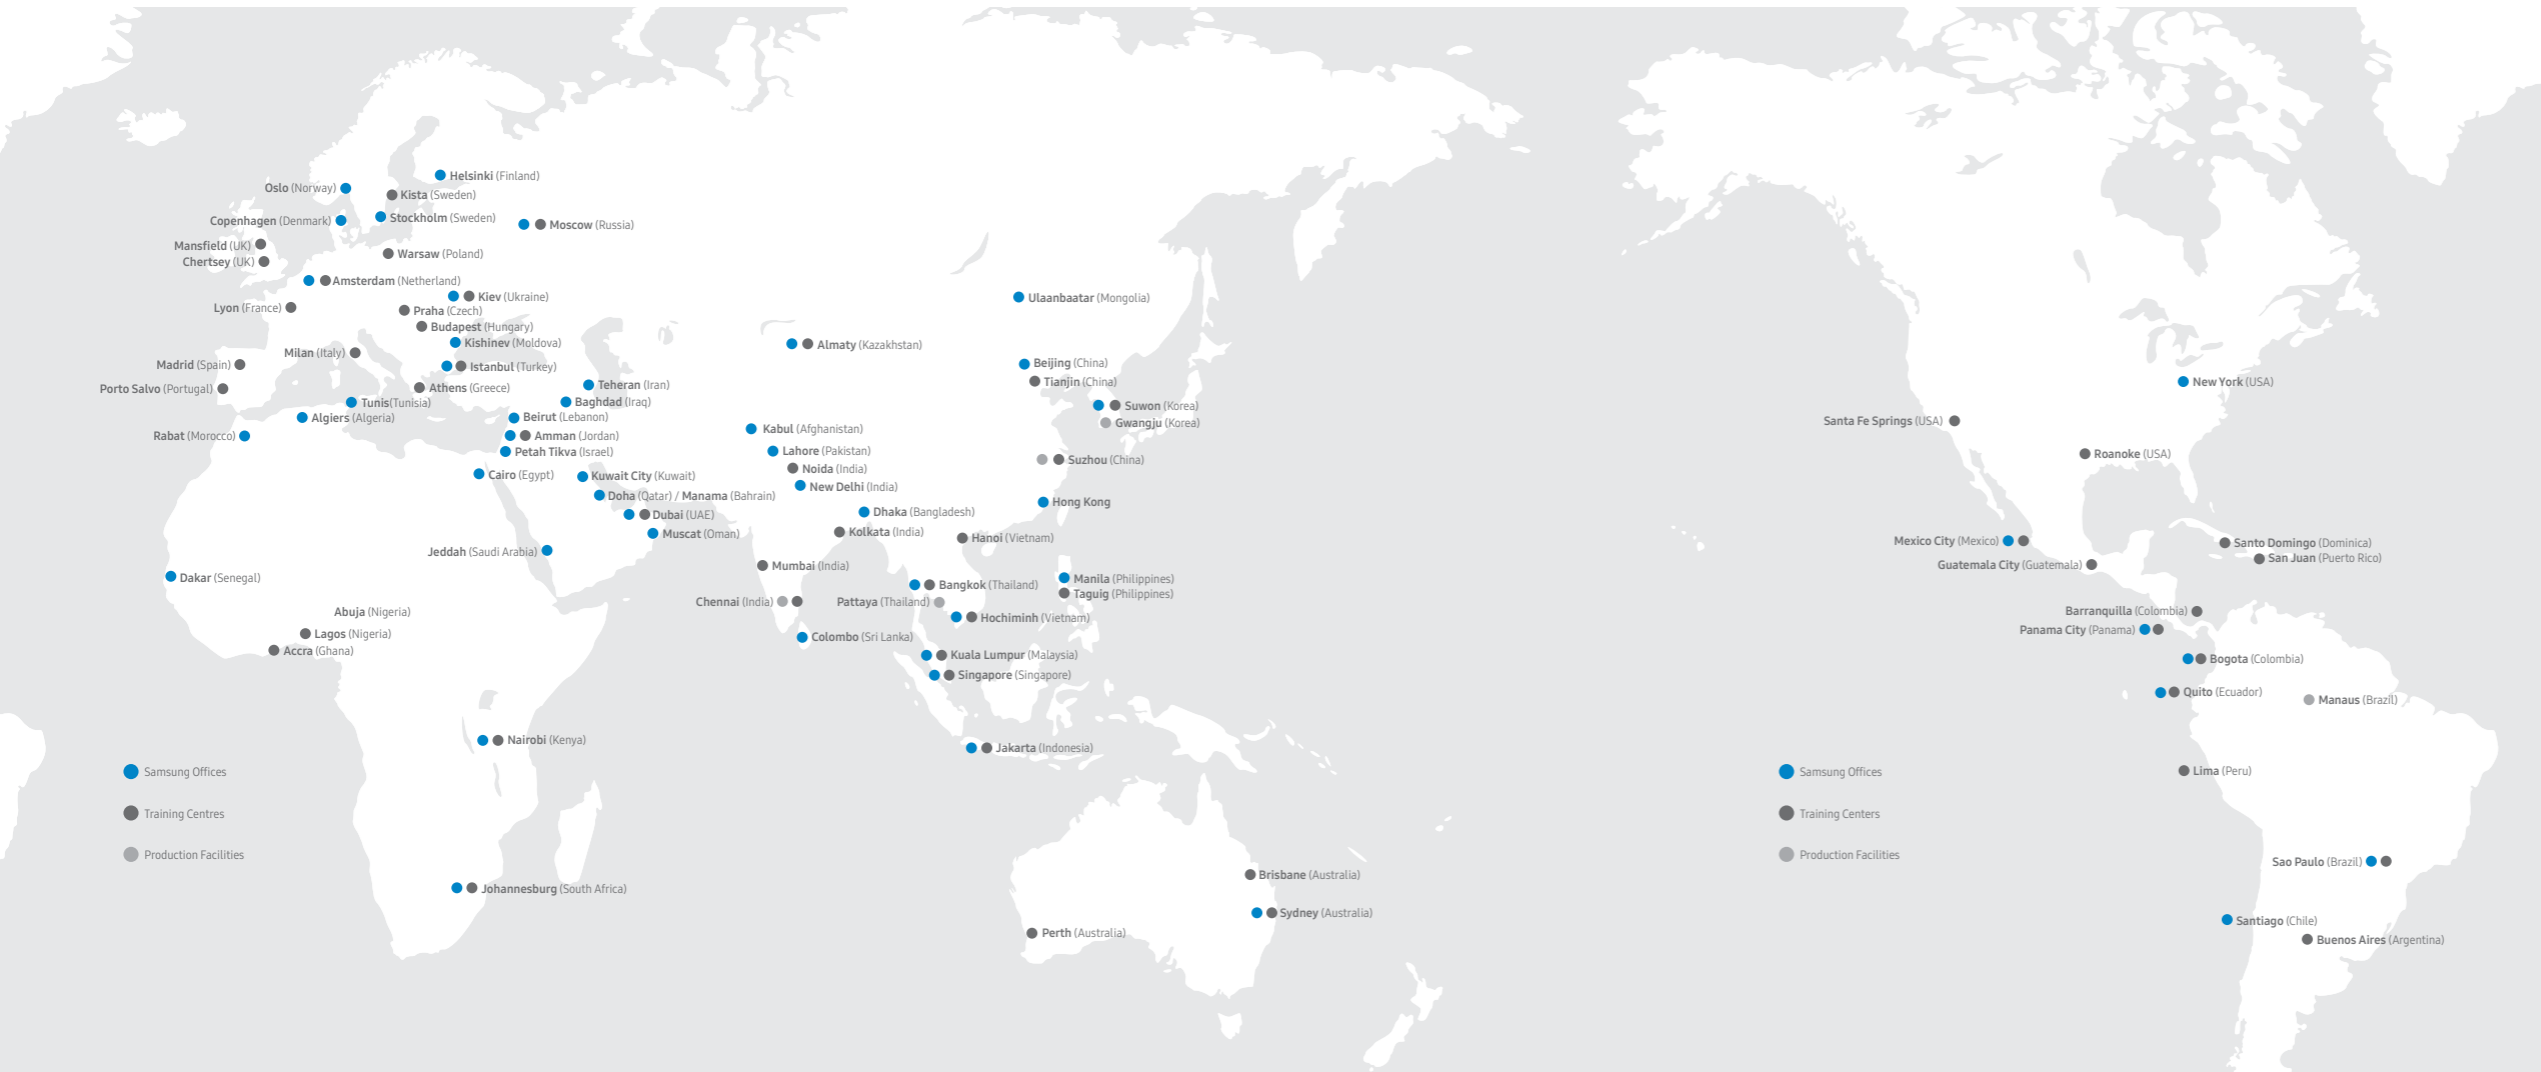 Helsinki (Finland)
Oslo (Norway)
Kista (Sweden)
Stockholm (Sweden)
Copenhagen (Denmark)
Moscow (Russia)
Mansfield (UK)
Warsaw (Poland)
Chertsey (UK)
Amsterdam (Netherland)
Kiev (Ukraine)
Lyon (France)
Praha (Czech)
Budapest (Hungary)
Kishinev (Moldova)
Milan (Italy)
Madrid (Spain)
Istanbul (Turkey)
Porto Salvo (Portugal)
Athens (Greece)
Teheran (Iran)
Tunis(Tunisia)
Baghdad (Iraq)
Algiers (Algeria)
Beirut (Lebanon)
Rabat (Morocco)
Amman (Jordan)
Petah Tikva (Israel)
Cairo (Egypt)
Kuwait City (Kuwait)
Doha (Qatar) / Manama (Bahrain)
Dubai (UAE)
Muscat (Oman)
Jeddah (Saudi Arabia)
Dakar (Senegal)
Abuja (Nigeria)
Lagos (Nigeria)
Accra (Ghana)
Nairobi (Kenya)
Johannesburg (South Africa)
Samsung Offices
Training Centres
Production Facilities
Ulaanbaatar (Mongolia)
Almaty (Kazakhstan)
Beijing (China)
Tianjin (China)
Suwon (Korea)
Gwangju (Korea)
Kabul (Afghanistan)
Lahore (Pakistan)
Suzhou (China)
Noida (India)
New Delhi (India)
Hong Kong
Dhaka (Bangladesh)
Kolkata (India)
Hanoi (Vietnam)
Mumbai (India)
Manila (Philippines)
Bangkok (Thailand)
Taguig (Philippines)
Chennai (India)
Pattaya (Thailand)
Hochiminh (Vietnam)
Colombo (Sri Lanka)
Kuala Lumpur (Malaysia)
Singapore (Singapore)
Jakarta (Indonesia)
Brisbane (Australia)
Sydney (Australia)
Perth (Australia)
New York (USA)
Santa Fe Springs (USA)
Roanoke (USA)
Mexico City (Mexico)
Santo Domingo (Dominica)
San Juan (Puerto Rico)
Guatemala City (Guatemala)
Barranquilla (Colombia)
Panama City (Panama)
Bogota (Colombia)
Quito (Ecuador)
Manaus (Brazil)
Lima (Peru)
Sao Paulo (Brazil)
Santiago (Chile)
Buenos Aires (Argentina)
Samsung Offices
Training Centers
Production Facilities